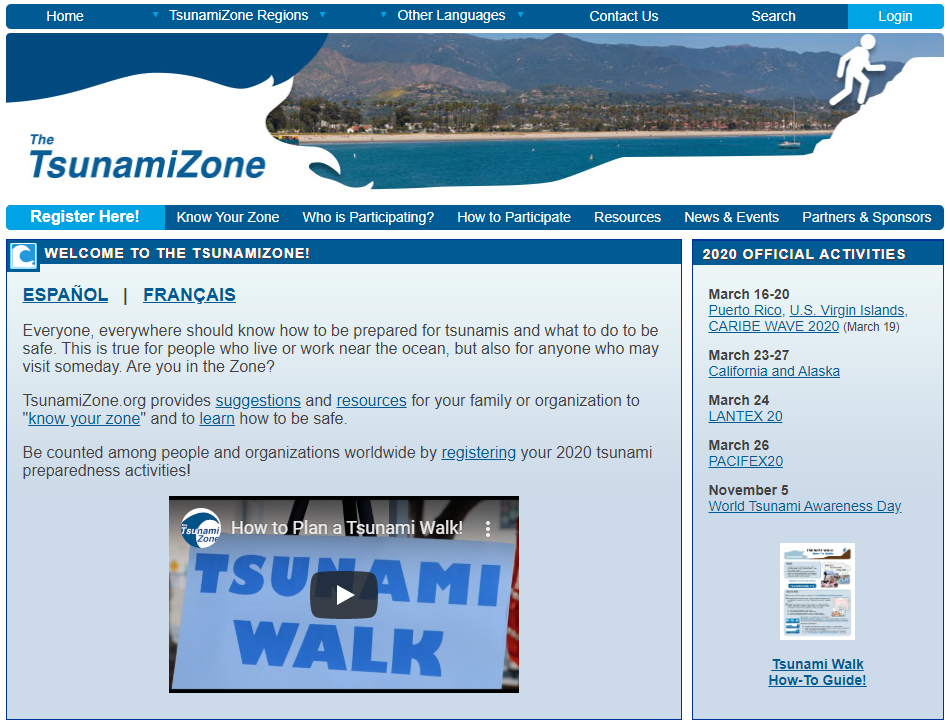 Home TsunamiZone Regions Other Languages Contact Us Search Login
The
TsunamiZone
Register Here! Know Your Zone Who is Participating? How to Participate Resources News & Events Partners & Sponsors
WELCOME TO THE TSUNAMIZONE!
ESPAÑOL | FRANÇAIS
Everyone, everywhere should know how to be prepared for tsunamis and what to do to be
safe. This is true for people who live or work near the ocean, but also for anyone who may
visit someday. Are you in the Zone?
TsunamiZone.org provides suggestions and resources for your family or organization to
"know your zone" and to learn how to be safe.
Be counted among people and organizations worldwide by registering your 2020 tsunami
preparedness activities!
The
Tsunami
Zone
How to Plan a Tsunami Walk!
TSUNAMI
WALK
2020 OFFICIAL ACTIVITIES
March 16-20
Puerto Rico, U.S. Virgin Islands,
CARIBE WAVE 2020 (March 19)
March 23-27
California and Alaska
March 24
LANTEX 20
March 26
PACIFEX20
November 5
World Tsunami Awareness Day
Tsunami Walk
How-To Guide!